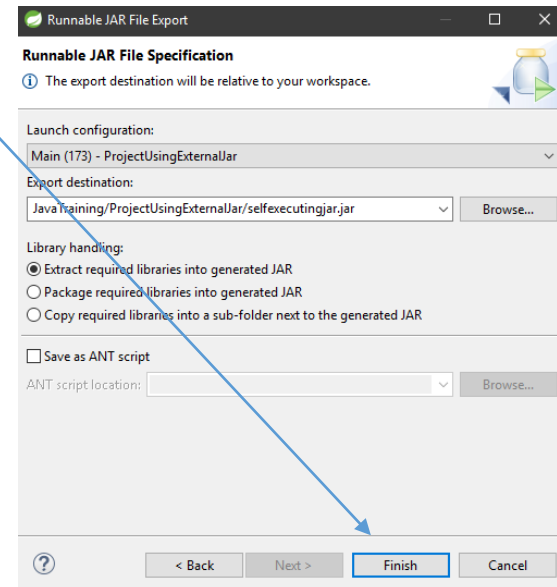 Runnable JAR File Export
Runnable JAR File Specification
The export destination will be relative to your workspace.
Launch configuration:
Main (173) - ProjectUsingExternalJar
Export destination:
JavaTraining/ProjectUsingExternalJar/selfexecutingjar.jar Browse...
Library handling:
Extract required libraries into generated JAR
Package required libraries into generated JAR
Copy required libraries into a sub-folder next to the generated JAR
Save as ANT script
ANT script location: Browse...
? < Back Next > Finish Cancel